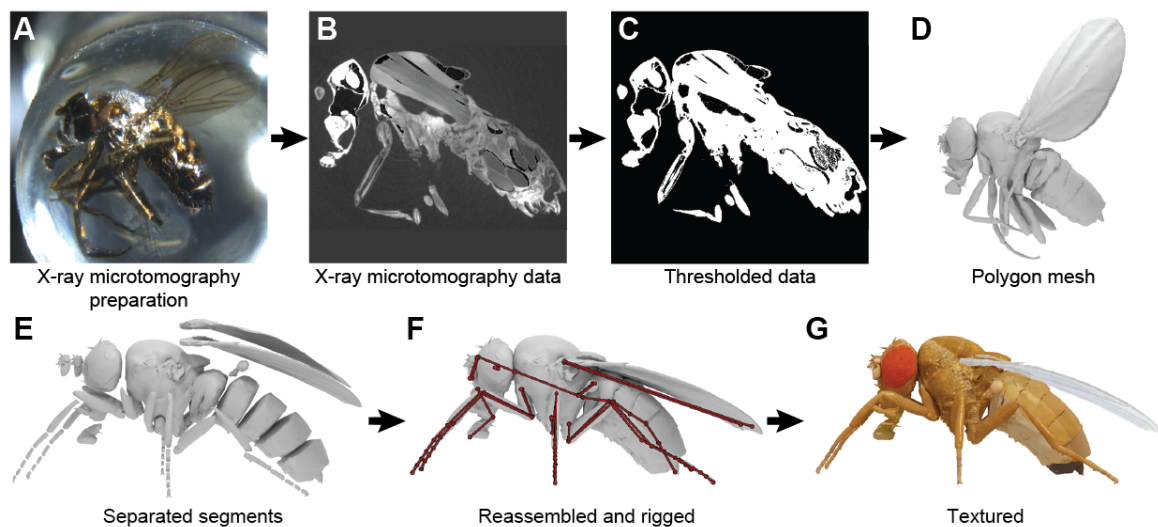 A
B
C
D
X-ray microtomography
preparation
X-ray microtomography data
Thresholded data
Polygon mesh
E
F
G
Separated segments
Reassembled and rigged
Textured